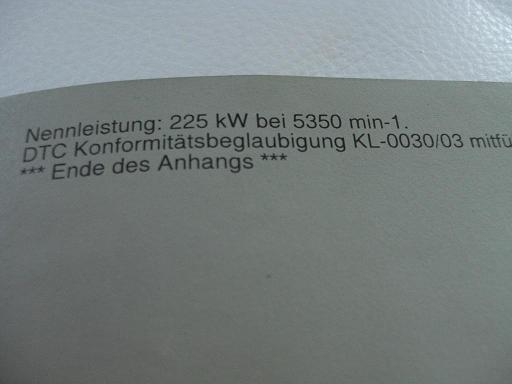 Nennleistung: 225 kW bei 5350 min-1.
DTC Konformitätsbeglaubigung KL-0030/03 mitfü
*** Ende des Anhangs ***